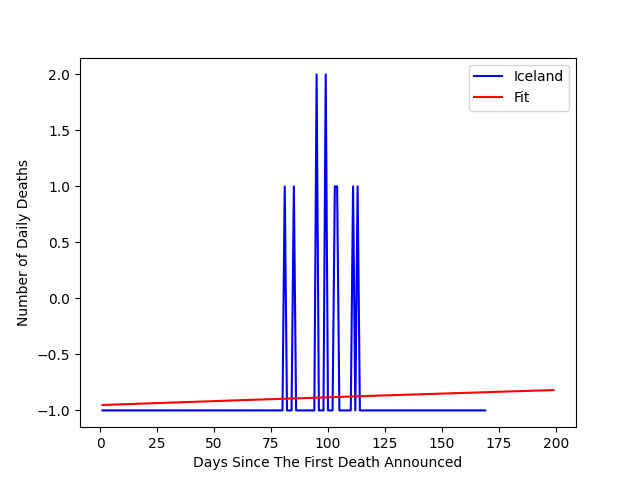 Iceland
Fit
2.0
1.5
1.0
0.5
0.0
−0.5
−1.0
Number of Daily Deaths
0 25 50 75 100 125 150 175 200
Days Since The First Death Announced